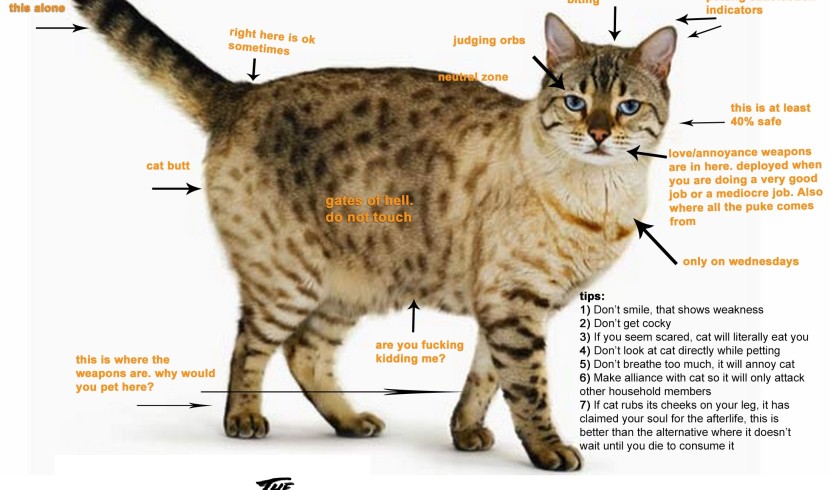 this alone
biting
indicators
right here is ok
sometimes
judging orbs
neutral zone
this is at least
40% safe
love/annoyance weapons
are in here. deployed when
you are doing a very good
job or a mediocre job. Also
where all the puke comes
from
cat butt
gates of hell.
do not touch
only on wednesdays
are you fucking
kidding me?
this is where the
weapons are. why would
you pet here?
tips:
1) Don't smile, that shows weakness
2) Don't get cocky
3) If you seem scared, cat will literally eat you
4) Don't look at cat directly while petting
5) Don't breathe too much, it will annoy cat
6) Make alliance with cat so it will only attack
other household members
7) If cat rubs its cheeks on your leg, it has
claimed your soul for the afterlife, this is
better than the alternative where it doesn't
wait until you die to consume it
THE